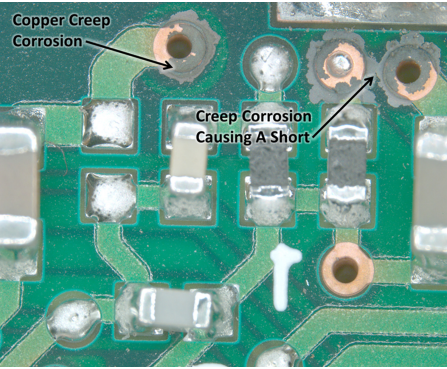 Copper Creep
Corrosion
Creep Corrosion
Causing A Short